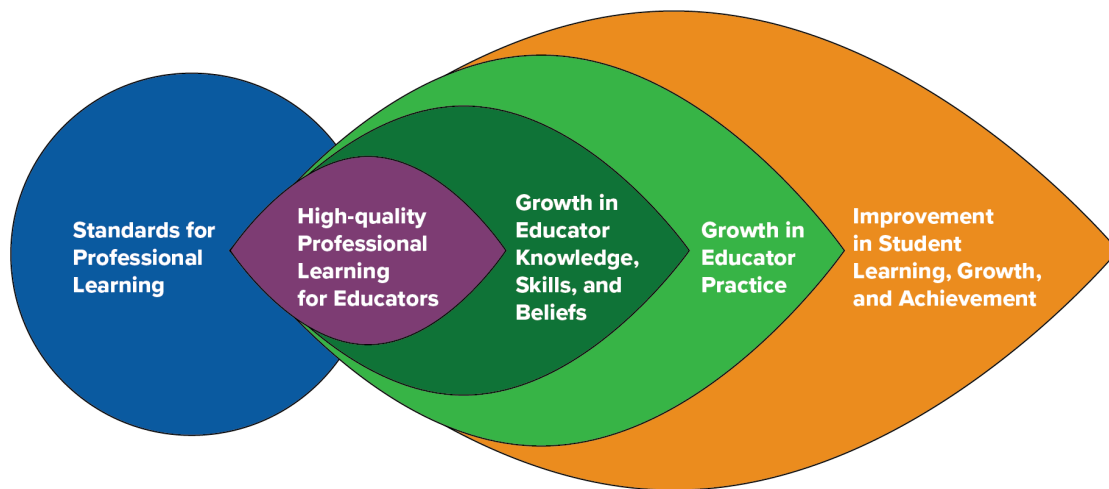 Standards for
Professional
Learning
High-quality
Professional
Learning
for Educators
Growth in
Educator
Knowledge,
Skills, and
Beliefs
Growth in
Educator
Practice
Improvement
in Student
Learning, Growth,
and Achievement